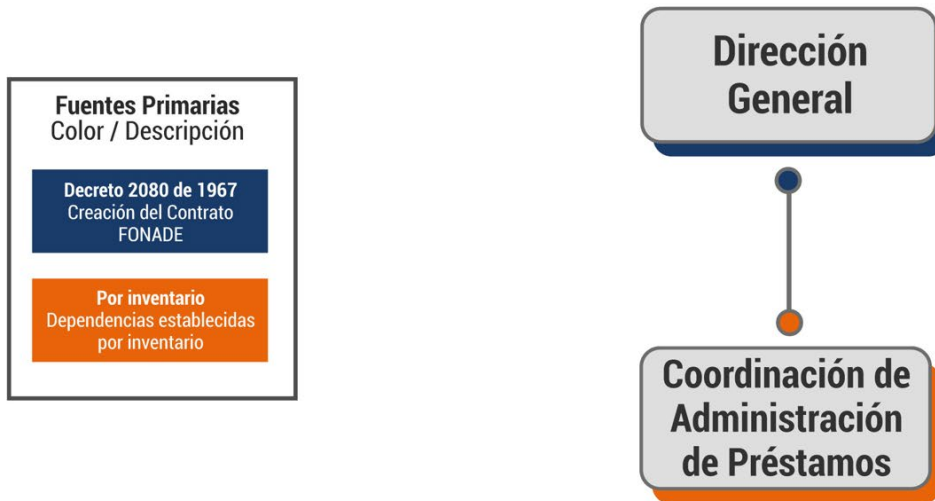 Fuentes Primarias
Color / Descripción
Decreto 2080 de 1967
Creación del Contrato
FONADE
Por inventario
Dependencias establecidas
por inventario
Dirección
General
Coordinación de
Administración
de Préstamos